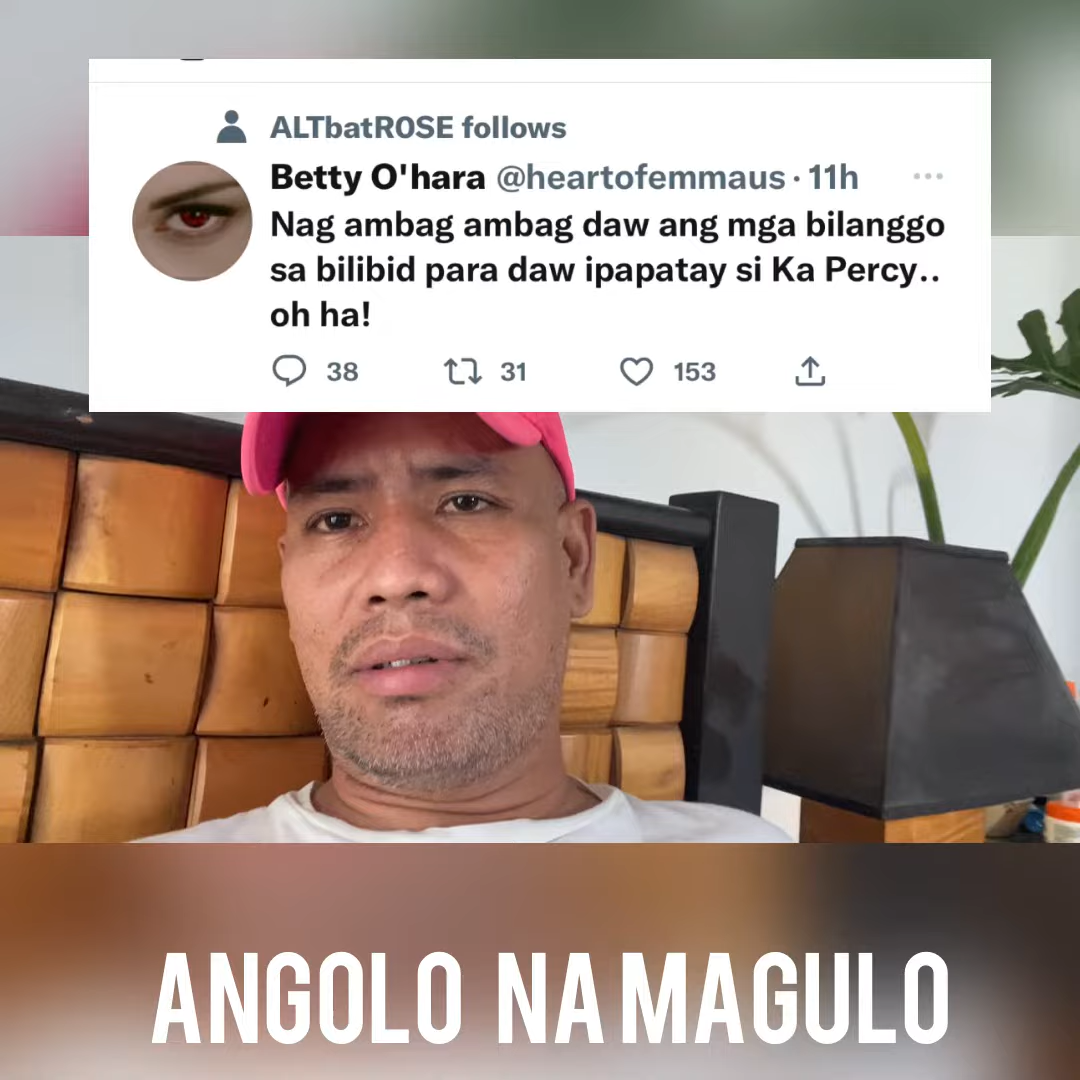 ALTbatROSE follows
Betty O'hara @heartofemmaus · 11h
Nag ambag ambag daw ang mga bilanggo
sa bilibid para daw ipapatay si Ka Percy..
oh ha!
38 31 153
ANGOLO NA MAGULO